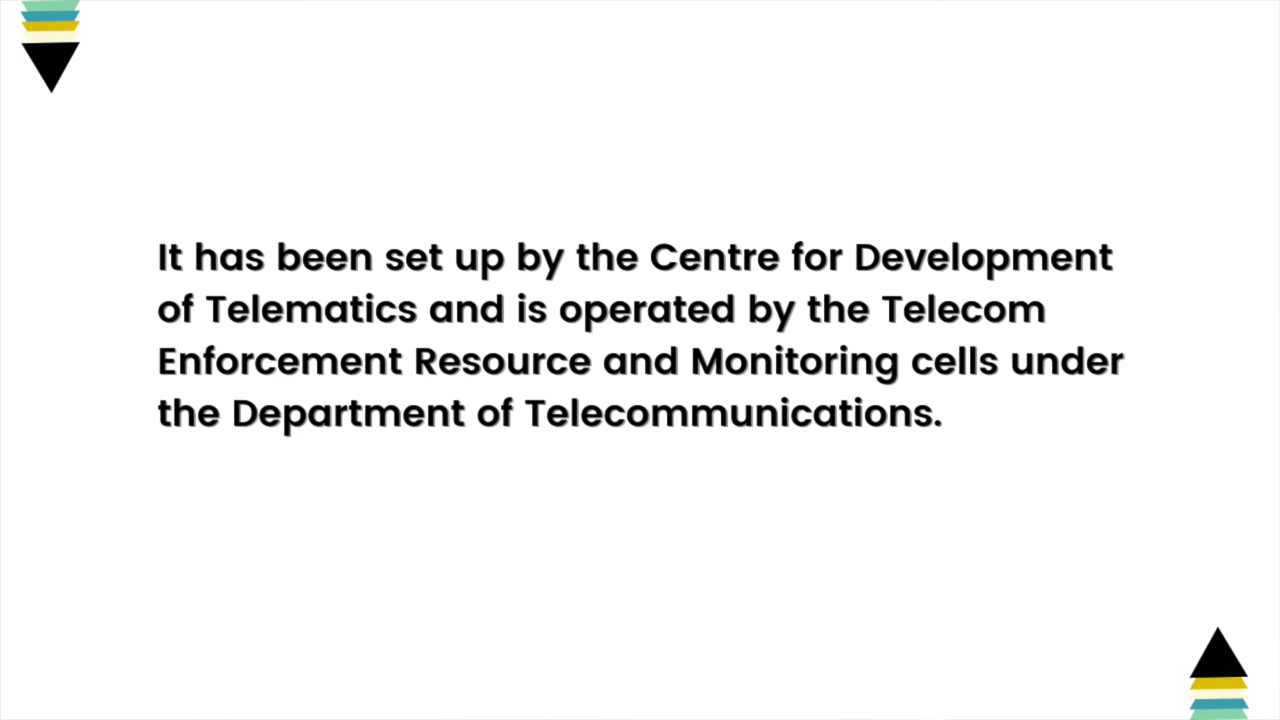 It has been set up by the Centre for Development
of Telematics and is operated by the Telecom
Enforcement Resource and Monitoring cells under
the Department of Telecommunications.